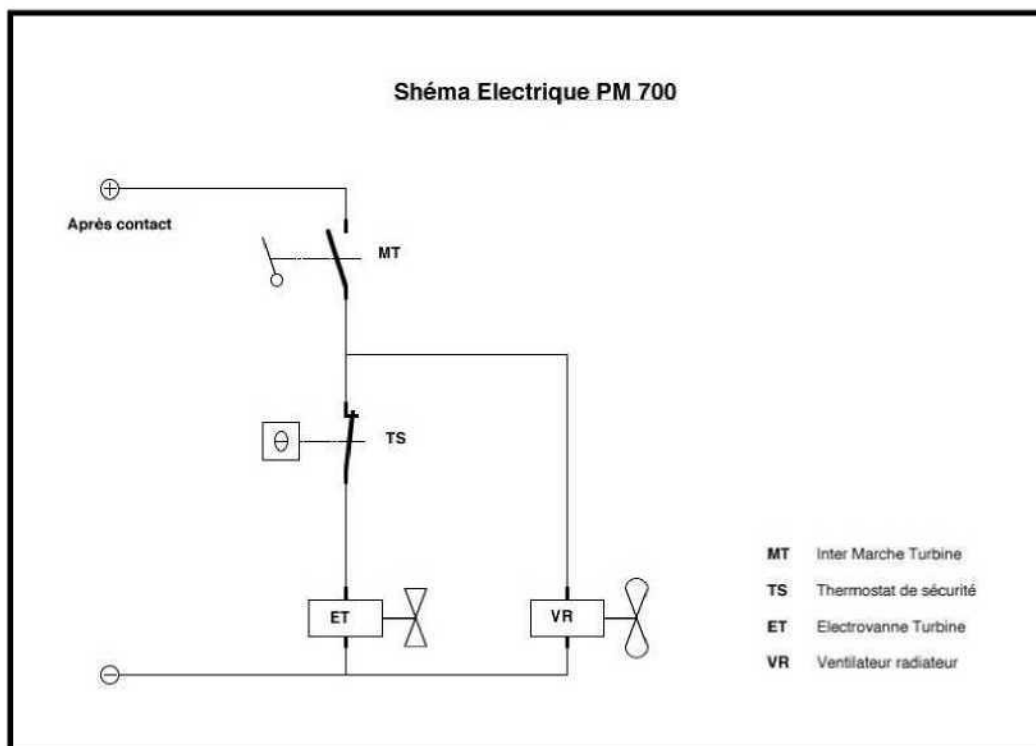 Shéma Electrique PM 700
Après contact
MT
TS
ET
VR
MT Inter Marche Turbine
TS Thermostat de sécurité
ET Electrovanne Turbine
VR Ventilateur radiateur